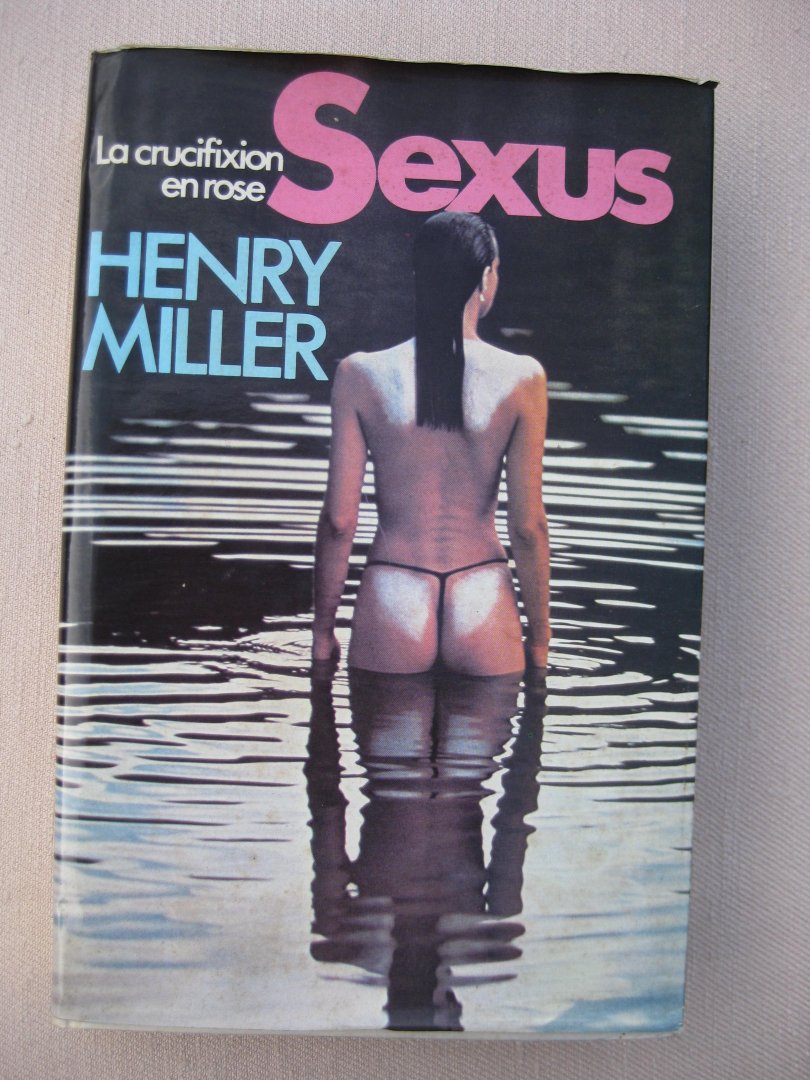 La crucifixion
en rose
Sexus
HENRY
MILLER